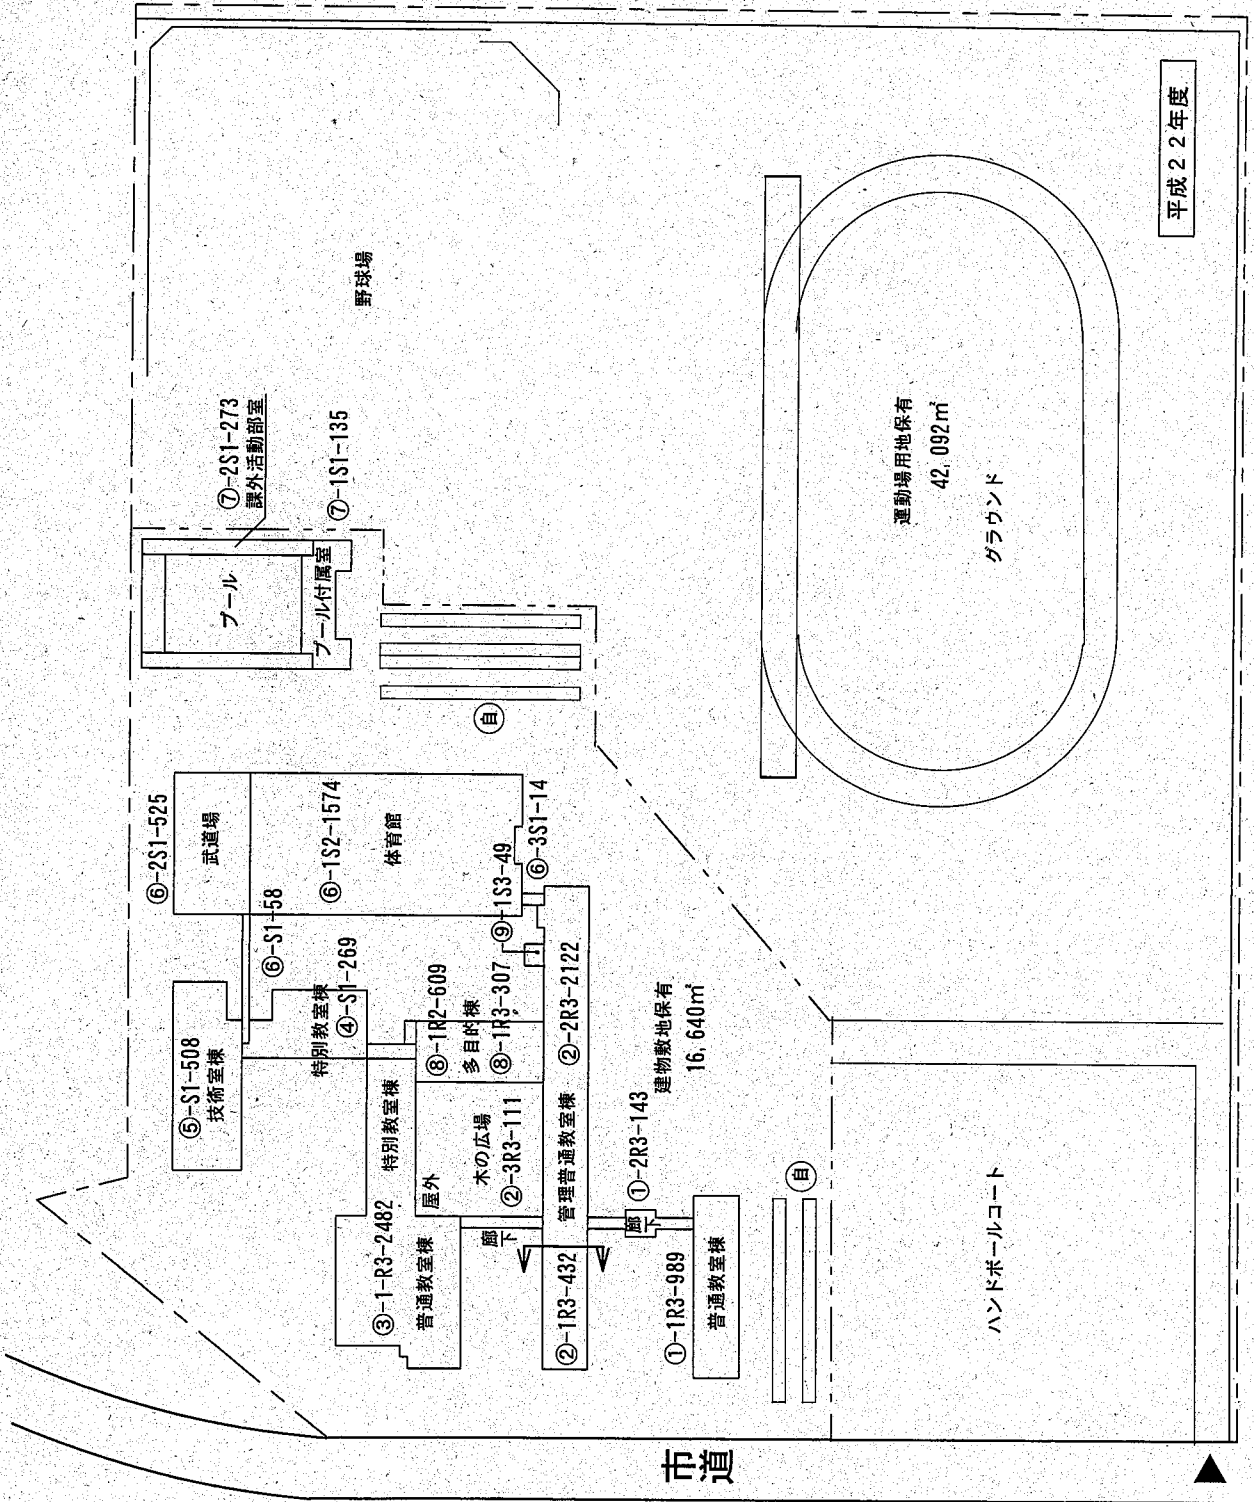 平成２２年度
野球場
⑦-2S1-273
課外活動部室
⑦-1S1-135
プール
プール付属室
運動場用地保有
42,092㎡
グラウンド
自
⑥-2S1-525
武道場
⑥-1S2-1574
体育館
⑥-3S1-14
⑨-1S3-49
⑥-S1-58
特別教室棟
④-S1-269
⑤-S1-508
技術室棟
⑧-1R2-609
多目的棟
⑧-1R3-307
②-2R3-2122
管理普通教室棟
建物敷地保有
16,640㎡
特別教室棟
屋外
木の広場
②-3R3-111
①-2R3-143
廊下
廊下
③-1-R3-2482
普通教室棟
②-1R3-432
①-1R3-989
普通教室棟
自
ハンドボールコート
市道